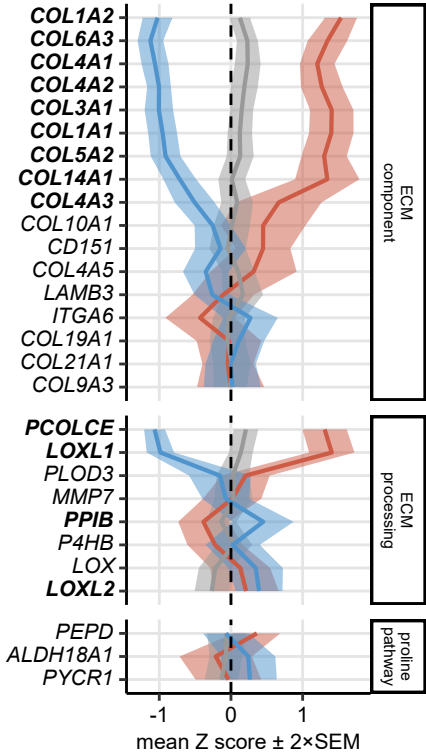 COL1A2
COL6A3
COL4A1
COL4A2
COL3A1
COL1A1
COL5A2
COL14A1
COL4A3
COL10A1
CD151
COL4A5
LAMB3
ITGA6
COL19A1
COL21A1
COL9A3
ECM
component
PCOLCE
LOXL1
PLOD3
MMP7
PPIB
P4HB
LOX
LOXL2
ECM
processing
PEPD
ALDH18A1
PYCR1
proline
pathway
-1 0 1
mean Z score ± 2×SEM